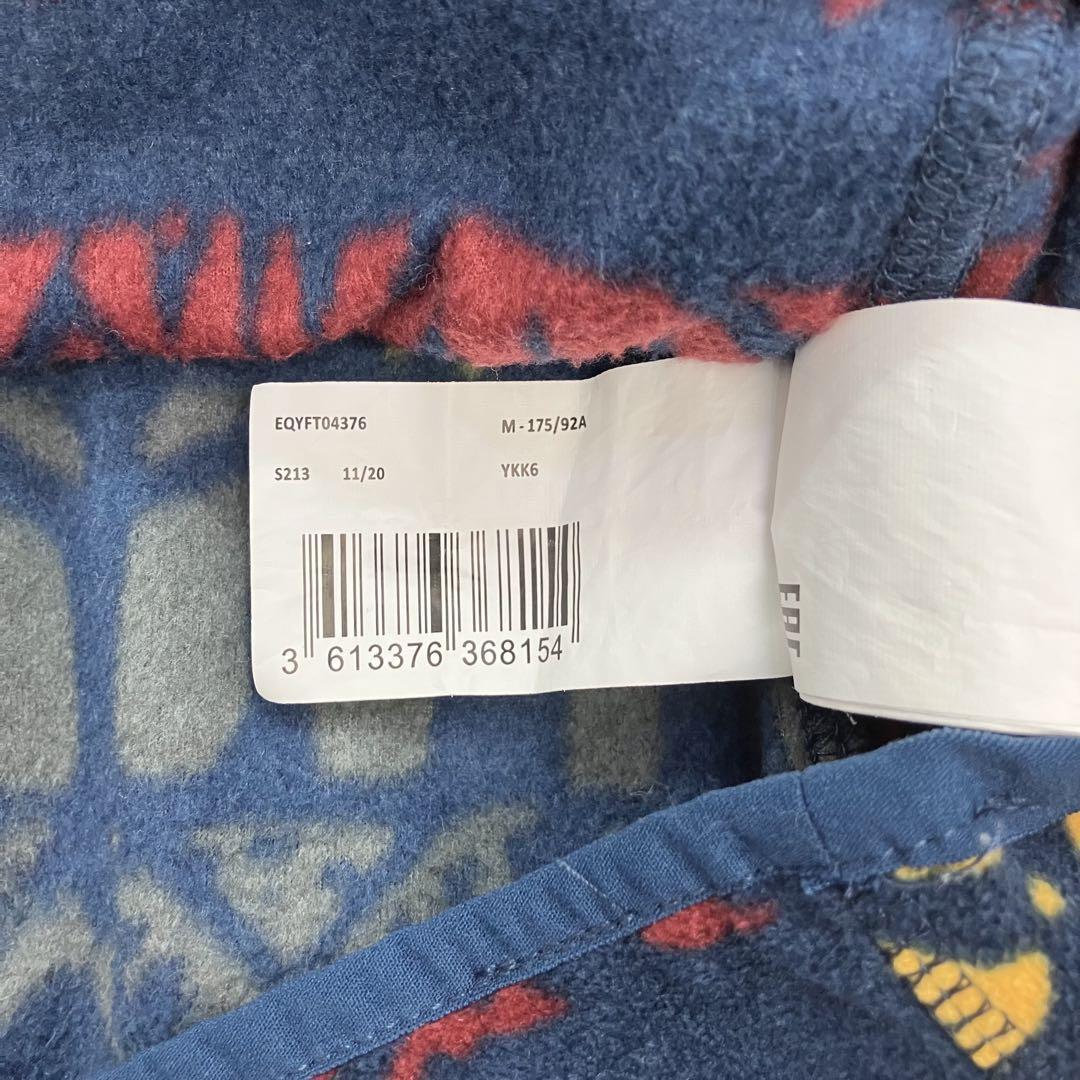 EQYFT04376 M - 175/92A
S213 11/20 YKK6
3 613376 368154